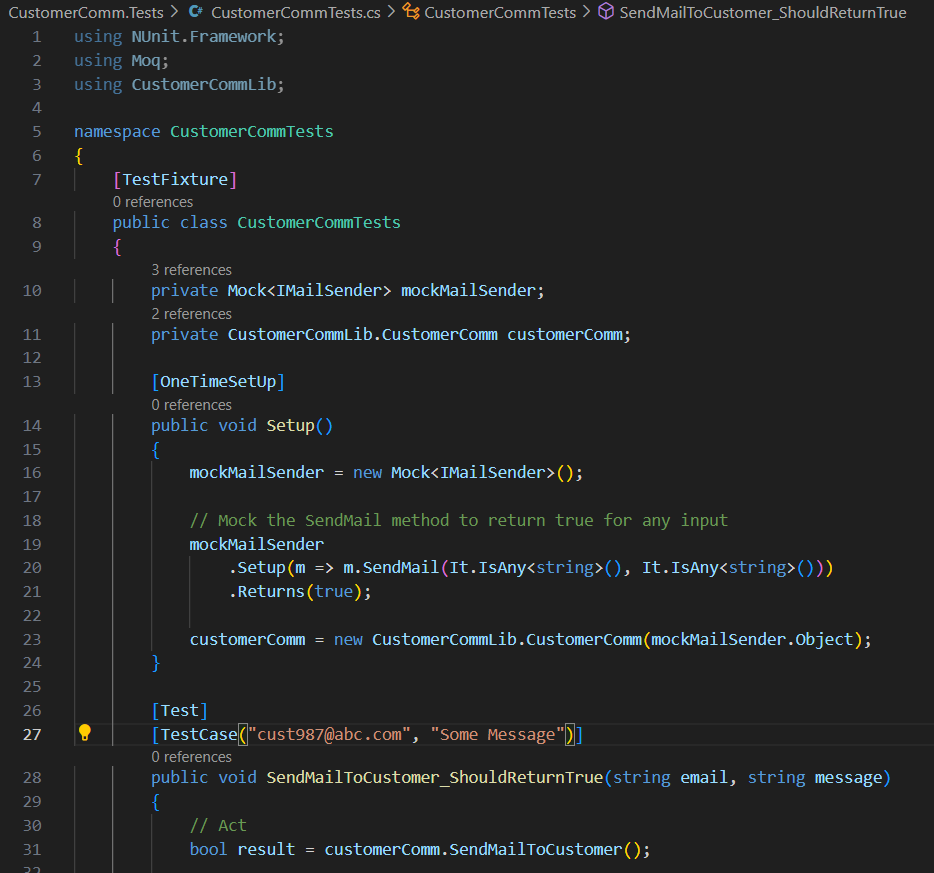 CustomerComm.Tests > CustomerCommTests.cs > CustomerCommTests > SendMailToCustomer_ShouldReturnTrue
1 using NUnit.Framework;
2 using Moq;
3 using CustomerCommLib;
4
5 namespace CustomerCommTests
6 {
7 [TestFixture]
0 references
8 public class CustomerCommTests
9 {
3 references
10 private Mock<IMailSender> mockMailSender;
2 references
11 private CustomerCommLib.CustomerComm customerComm;
12
13 [OneTimeSetUp]
0 references
14 public void Setup()
15 {
16 mockMailSender = new Mock<IMailSender>();
17
18 // Mock the SendMail method to return true for any input
19 mockMailSender
20 .Setup(m => m.SendMail(It.IsAny<string>(), It.IsAny<string>()))
21 .Returns(true);
22
23 customerComm = new CustomerCommLib.CustomerComm(mockMailSender.Object);
24 }
25
26 [Test]
27 [TestCase("cust987@abc.com", "Some Message")]
0 references
28 public void SendMailToCustomer_ShouldReturnTrue(string email, string message)
29 {
30 // Act
31 bool result = customerComm.SendMailToCustomer();
32